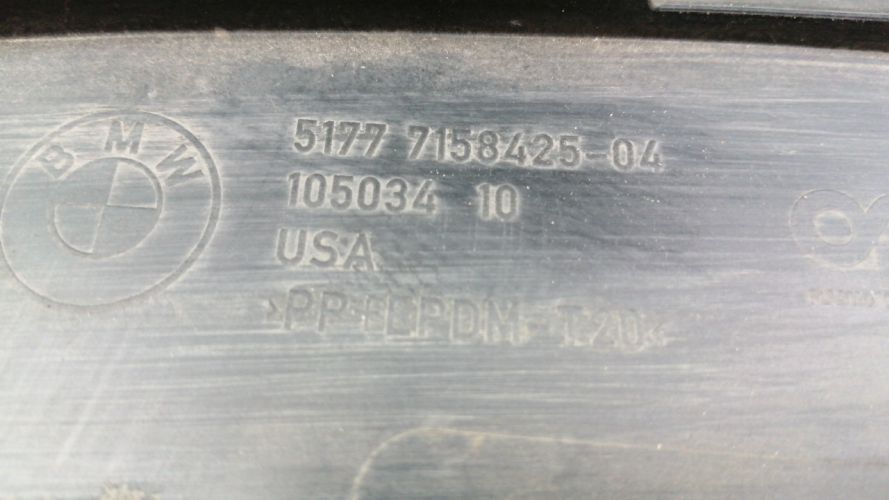 BMW
5177 7158425-04
105034 10
USA
>PP+EPDM-T20<